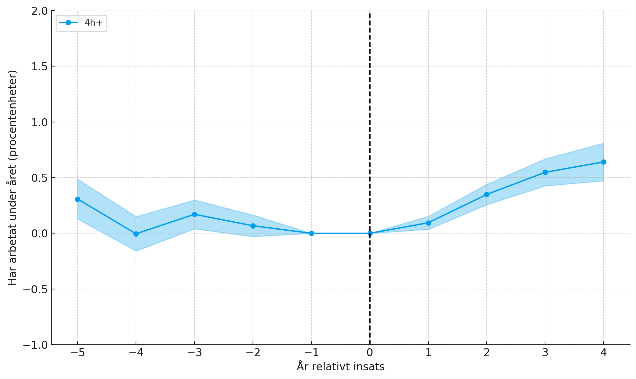 2.0
4h+
1.5
1.0
0.5
0.0
−0.5
−1.0
Har arbetat under året (procentenheter)
−5 −4 −3 −2 −1 0 1 2 3 4
År relativt insats